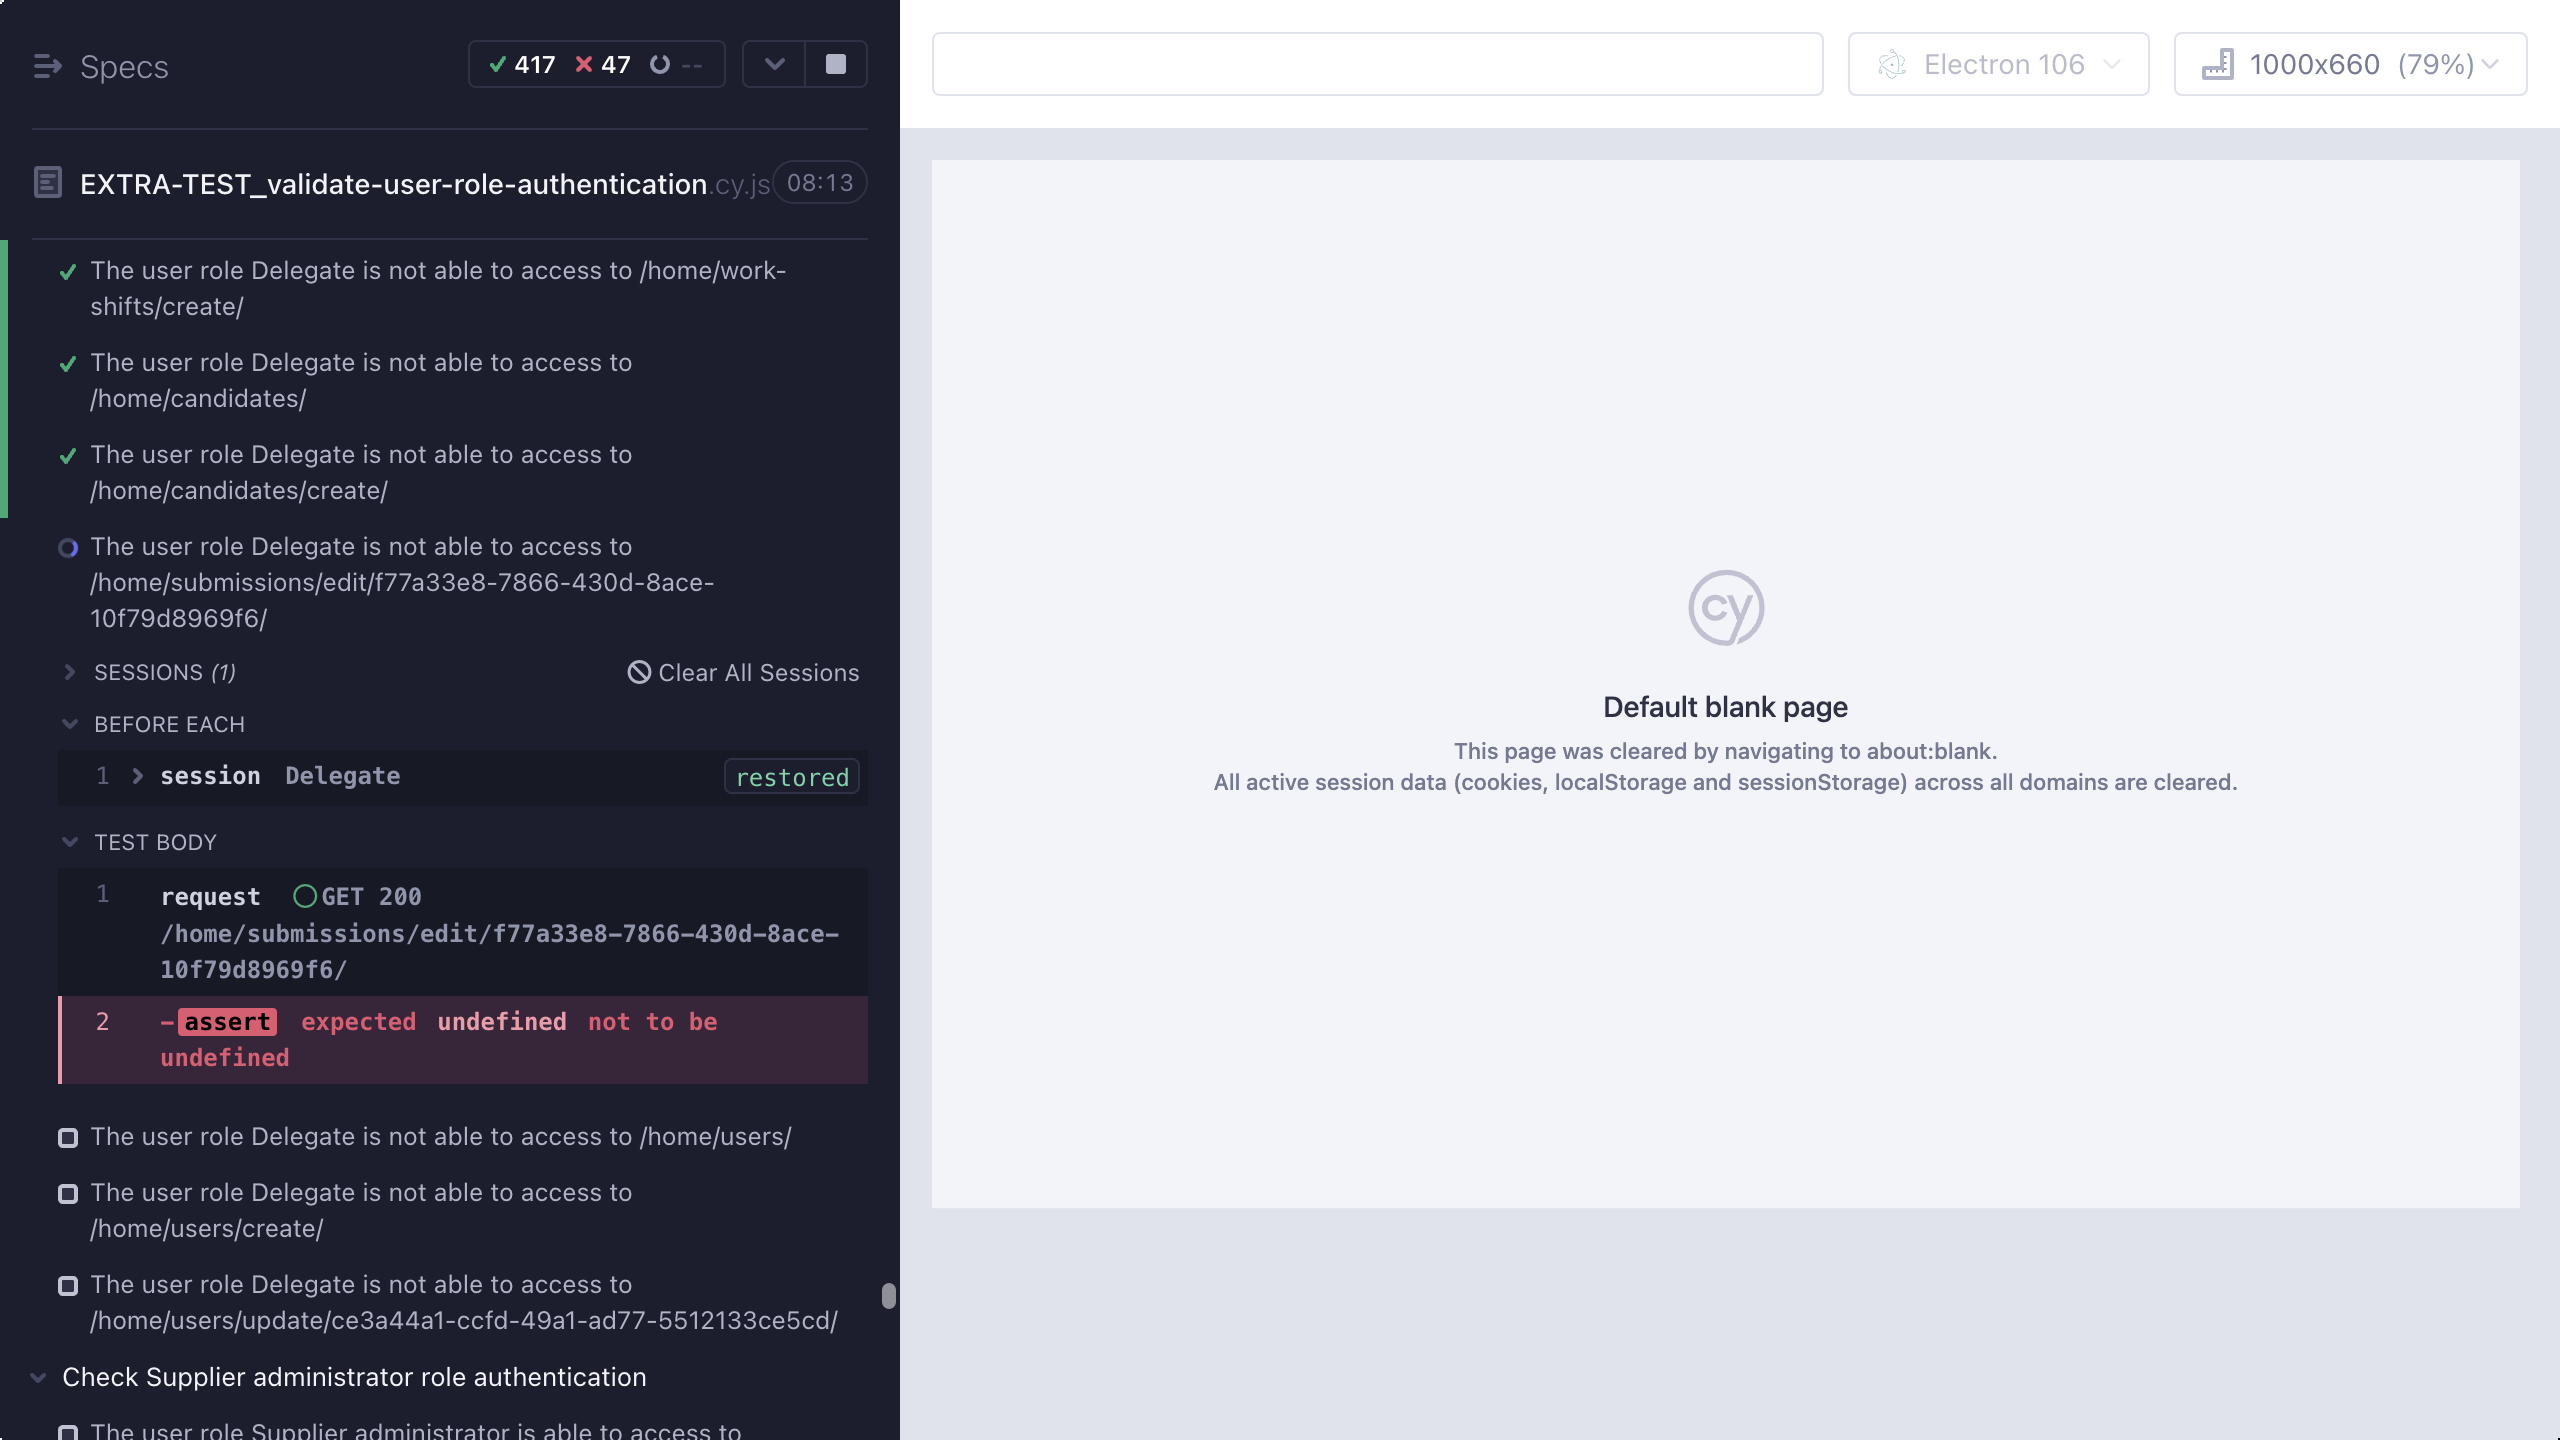 Specs
417 47 --
EXTRA-TEST_validate-user-role-authentication.cy.js 08:13
The user role Delegate is not able to access to /home/work-
shifts/create/
The user role Delegate is not able to access to
/home/candidates/
The user role Delegate is not able to access to
/home/candidates/create/
The user role Delegate is not able to access to
/home/submissions/edit/f77a33e8-7866-430d-8ace-
10f79d8969f6/
SESSIONS (1) Clear All Sessions
BEFORE EACH
1 session Delegate restored
TEST BODY
1 request GET 200
/home/submissions/edit/f77a33e8-7866-430d-8ace-
10f79d8969f6/
2 -assert expected undefined not to be
undefined
The user role Delegate is not able to access to /home/users/
The user role Delegate is not able to access to
/home/users/create/
The user role Delegate is not able to access to
/home/users/update/ce3a44a1-ccfd-49a1-ad77-5512133ce5cd/
Check Supplier administrator role authentication
The user role Supplier administrator is able to access to
Electron 106
1000x660 (79%)
cy
Default blank page
This page was cleared by navigating to about:blank.
All active session data (cookies, localStorage and sessionStorage) across all domains are cleared.